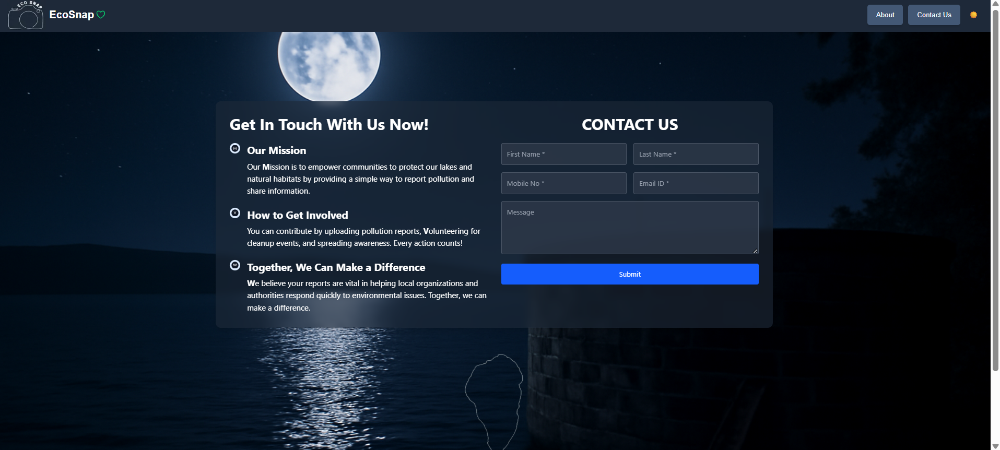 ECO SNAP
EcoSnap
About
Contact Us
Get In Touch With Us Now!
M
Our Mission
Our Mission is to empower communities to protect our lakes and
natural habitats by providing a simple way to report pollution and
share information.
V
How to Get Involved
You can contribute by uploading pollution reports, Volunteering for
cleanup events, and spreading awareness. Every action counts!
W
Together, We Can Make a Difference
We believe your reports are vital in helping local organizations and
authorities respond quickly to environmental issues. Together, we can
make a difference.
CONTACT US
First Name *
Last Name *
Mobile No *
Email ID *
Message
Submit